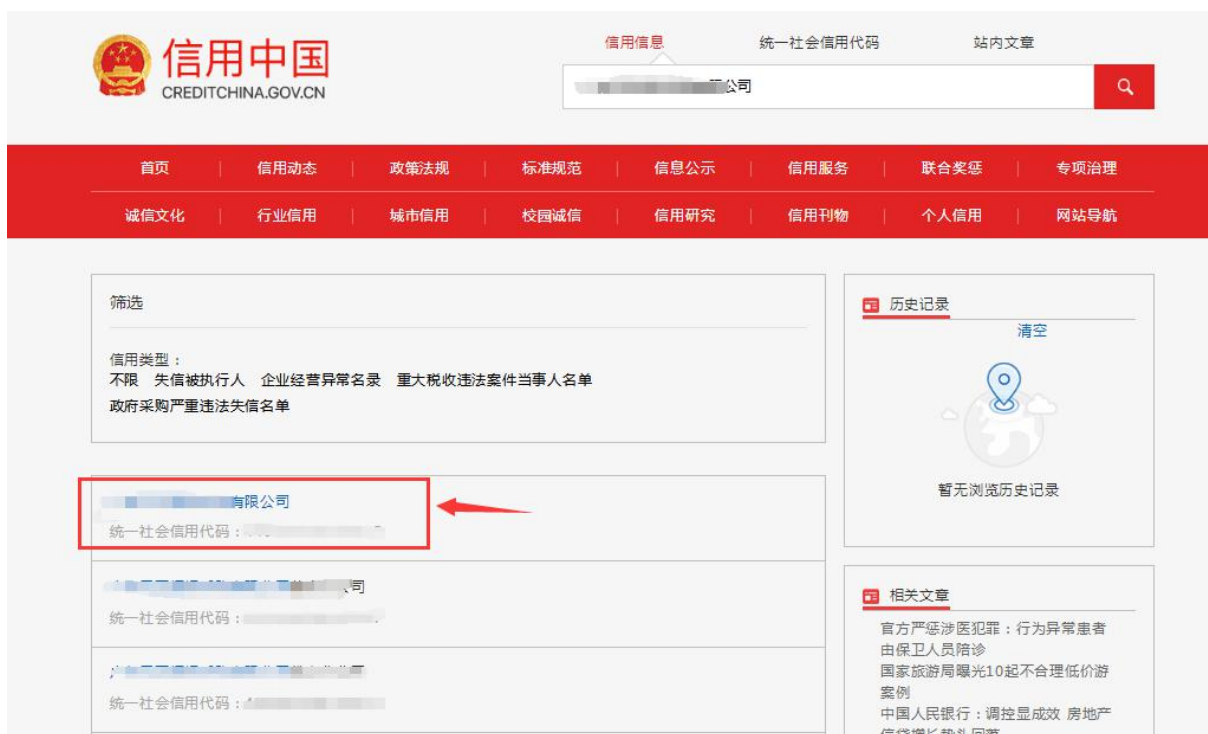 信用中国
CREDITCHINA.GOV.CN
信用信息 统一社会信用代码 站内文章
公司
首页 信用动态 政策法规 标准规范 信息公示 信用服务 联合奖惩 专项治理
诚信文化 行业信用 城市信用 校园诚信 信用研究 信用刊物 个人信用 网站导航
筛选
信用类型：
不限 失信被执行人 企业经营异常名录 重大税收违法案件当事人名单
政府采购严重违法失信名单
有限公司
统一社会信用代码：
司
统一社会信用代码：
统一社会信用代码：
历史记录
清空
暂无浏览历史记录
相关文章
官方严惩涉医犯罪：行为异常患者
由保卫人员陪诊
国家旅游局曝光10起不合理低价游
案例
中国人民银行：调控显成效 房地产
信贷增长势头回落